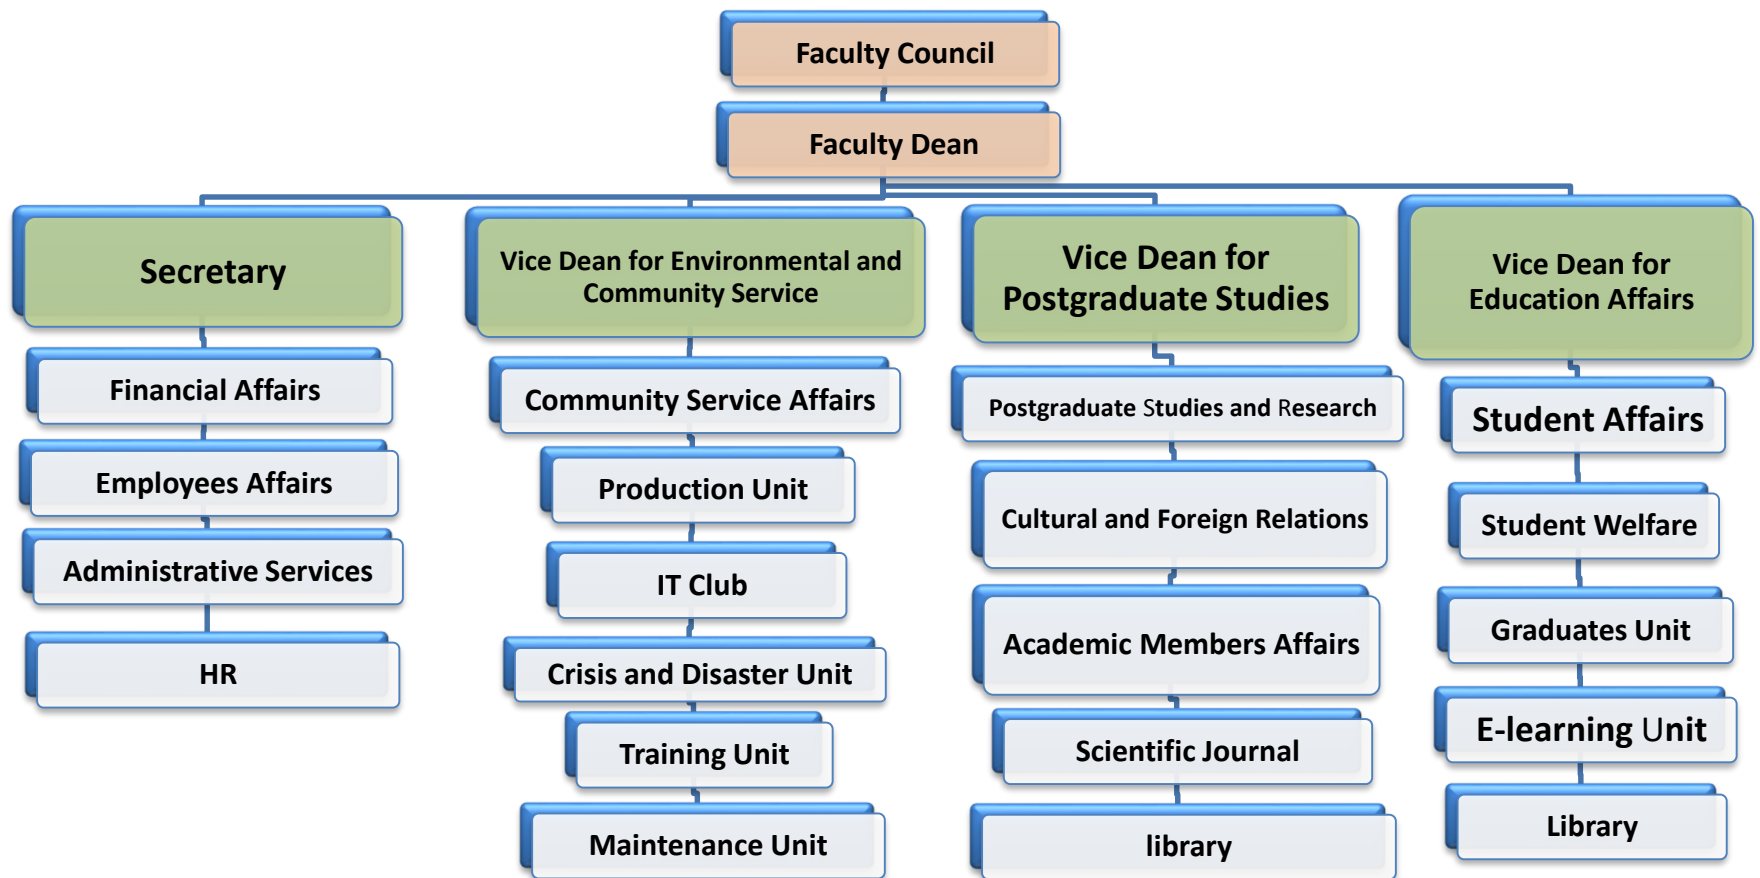 Faculty Council
Faculty Dean
Secretary
Financial Affairs
Employees Affairs
Administrative Services
HR
Vice Dean for Environmental and
Community Service
Community Service Affairs
Production Unit
IT Club
Crisis and Disaster Unit
Training Unit
Maintenance Unit
Vice Dean for
Postgraduate Studies
Postgraduate Studies and Research
Cultural and Foreign Relations
Academic Members Affairs
Scientific Journal
library
Vice Dean for
Education Affairs
Student Affairs
Student Welfare
Graduates Unit
E-learning Unit
Library